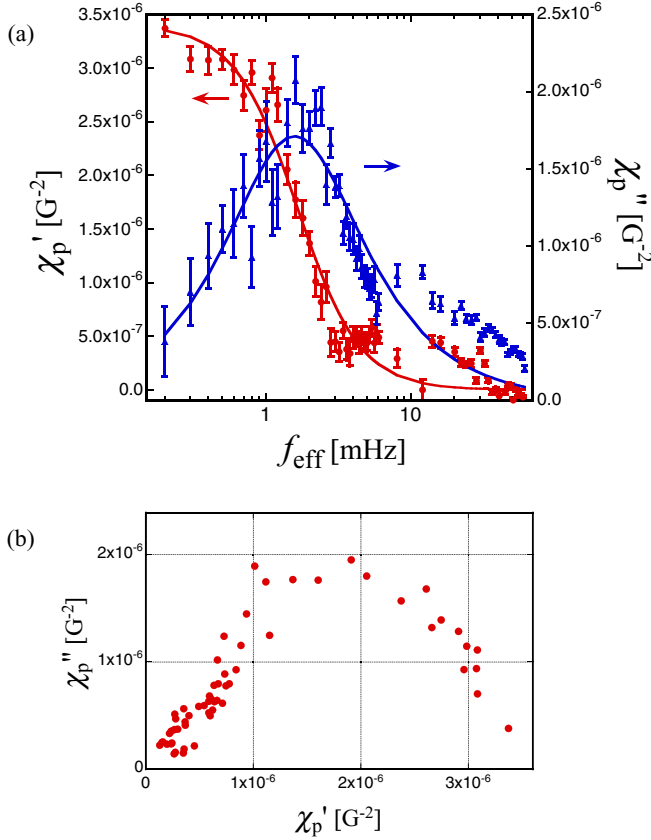 (a)
3.5x10⁻⁶
3.0x10⁻⁶
2.5x10⁻⁶
2.0x10⁻⁶
1.5x10⁻⁶
1.0x10⁻⁶
5.0x10⁻⁷
0.0
χp' [G⁻²]
2.5x10⁻⁶
2.0x10⁻⁶
1.5x10⁻⁶
1.0x10⁻⁶
5.0x10⁻⁷
0.0
χp'' [G⁻²]
1 10
feff [mHz]
(b)
2x10⁻⁶
1x10⁻⁶
0
χp'' [G⁻²]
0 1x10⁻⁶ 2x10⁻⁶ 3x10⁻⁶
χp' [G⁻²]